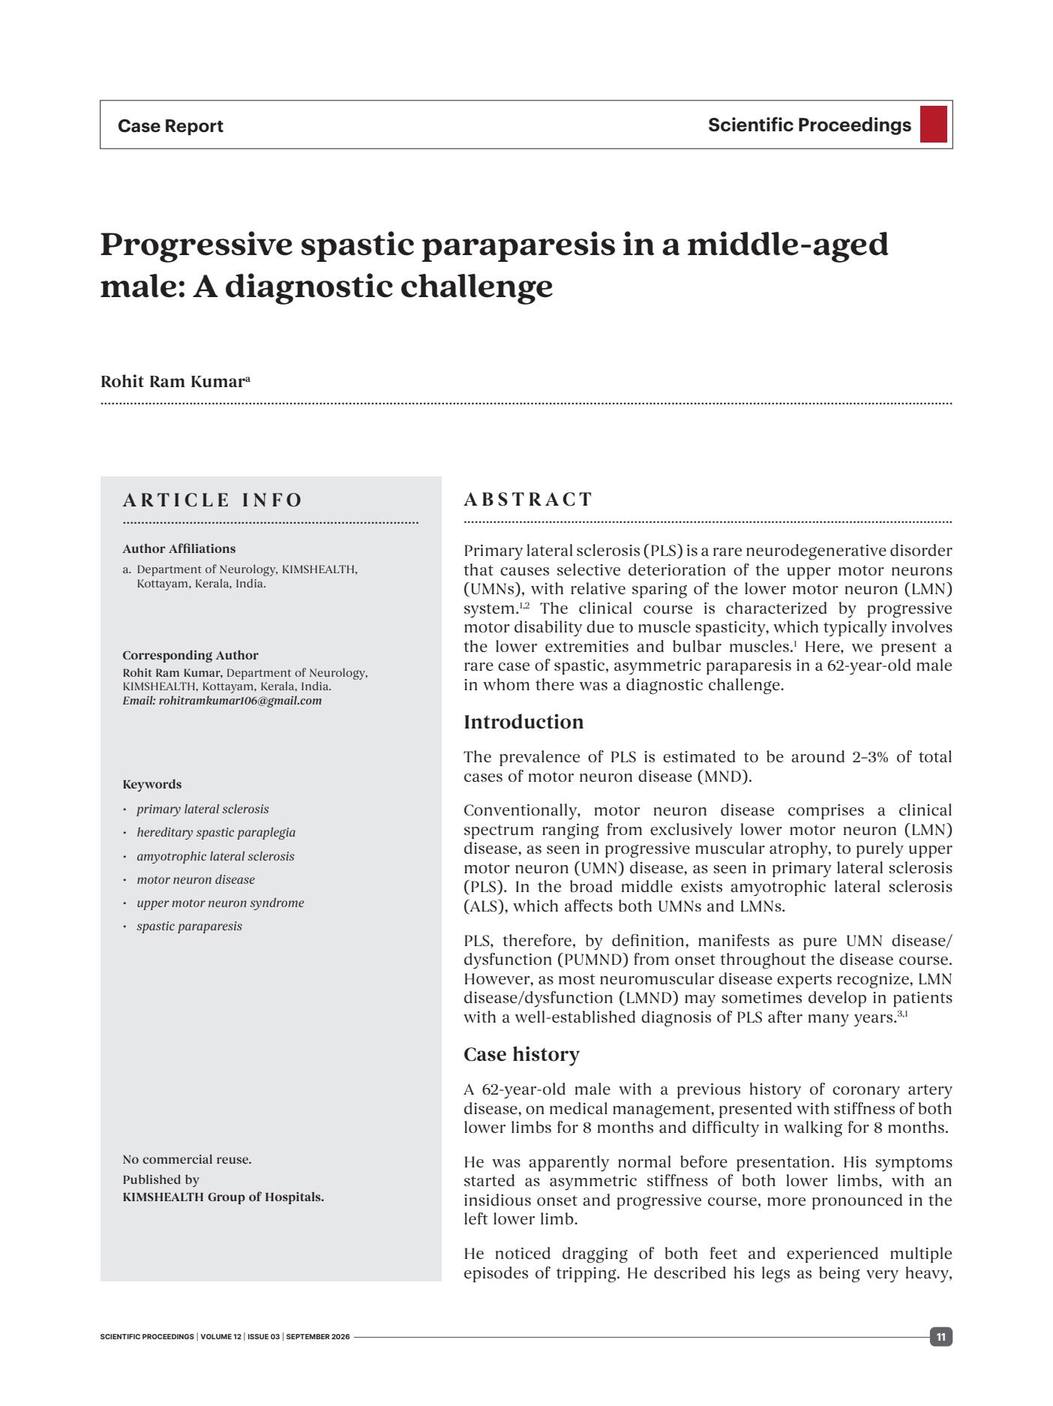 Case Report
Scientific Proceedings
Progressive spastic paraparesis in a middle-aged
male: A diagnostic challenge
Rohit Ram Kumarᵃ
ARTICLE INFO
Author Affiliations
a. Department of Neurology, KIMSHEALTH,
Kottayam, Kerala, India.
Corresponding Author
Rohit Ram Kumar, Department of Neurology,
KIMSHEALTH, Kottayam, Kerala, India.
Email: rohitramkumar106@gmail.com
Keywords
· primary lateral sclerosis
· hereditary spastic paraplegia
· amyotrophic lateral sclerosis
· motor neuron disease
· upper motor neuron syndrome
· spastic paraparesis
No commercial reuse.
Published by
KIMSHEALTH Group of Hospitals.
ABSTRACT
Primary lateral sclerosis (PLS) is a rare neurodegenerative disorder
that causes selective deterioration of the upper motor neurons
(UMNs), with relative sparing of the lower motor neuron (LMN)
system.¹,² The clinical course is characterized by progressive
motor disability due to muscle spasticity, which typically involves
the lower extremities and bulbar muscles.¹ Here, we present a
rare case of spastic, asymmetric paraparesis in a 62-year-old male
in whom there was a diagnostic challenge.
Introduction
The prevalence of PLS is estimated to be around 2–3% of total
cases of motor neuron disease (MND).
Conventionally, motor neuron disease comprises a clinical
spectrum ranging from exclusively lower motor neuron (LMN)
disease, as seen in progressive muscular atrophy, to purely upper
motor neuron (UMN) disease, as seen in primary lateral sclerosis
(PLS). In the broad middle exists amyotrophic lateral sclerosis
(ALS), which affects both UMNs and LMNs.
PLS, therefore, by definition, manifests as pure UMN disease/
dysfunction (PUMND) from onset throughout the disease course.
However, as most neuromuscular disease experts recognize, LMN
disease/dysfunction (LMND) may sometimes develop in patients
with a well-established diagnosis of PLS after many years.³,¹
Case history
A 62-year-old male with a previous history of coronary artery
disease, on medical management, presented with stiffness of both
lower limbs for 8 months and difficulty in walking for 8 months.
He was apparently normal before presentation. His symptoms
started as asymmetric stiffness of both lower limbs, with an
insidious onset and progressive course, more pronounced in the
left lower limb.
He noticed dragging of both feet and experienced multiple
episodes of tripping. He described his legs as being very heavy,
SCIENTIFIC PROCEEDINGS | VOLUME 12 | ISSUE 03 | SEPTEMBER 2026
11